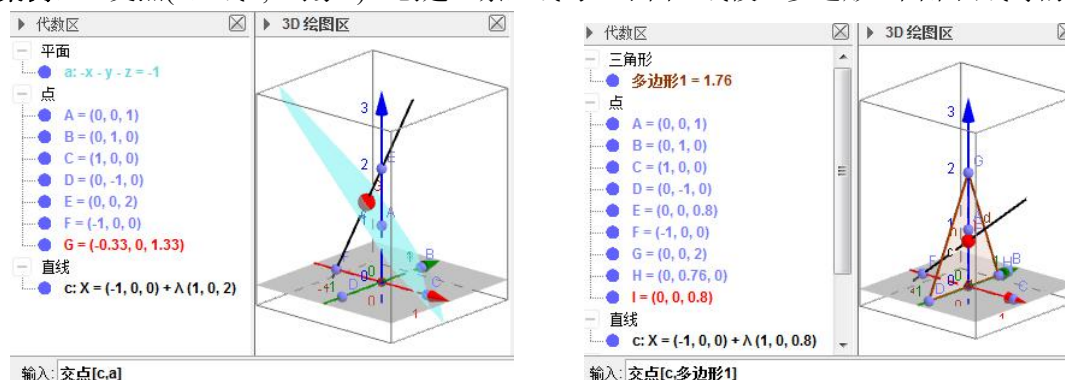 代数区
平面
a: -x - y - z = -1
点
A = (0, 0, 1)
B = (0, 1, 0)
C = (1, 0, 0)
D = (0, -1, 0)
E = (0, 0, 2)
F = (-1, 0, 0)
G = (-0.33, 0, 1.33)
直线
c: X = (-1, 0, 0) + λ (1, 0, 2)
3D 绘图区
3
2
E
A
B
F
D
C
0
0
-1
1
输入: 交点[c,a]
代数区
三角形
多边形1 = 1.76
点
A = (0, 0, 1)
B = (0, 1, 0)
C = (1, 0, 0)
D = (0, -1, 0)
E = (0, 0, 0.8)
F = (-1, 0, 0)
G = (0, 0, 2)
H = (0, 0.76, 0)
I = (0, 0, 0.8)
直线
c: X = (-1, 0, 0) + λ (1, 0, 0.8)
3D 绘图区
3
2
G
1
F
D
H
B
C
0
-1
1
输入: 交点[c,多边形1]